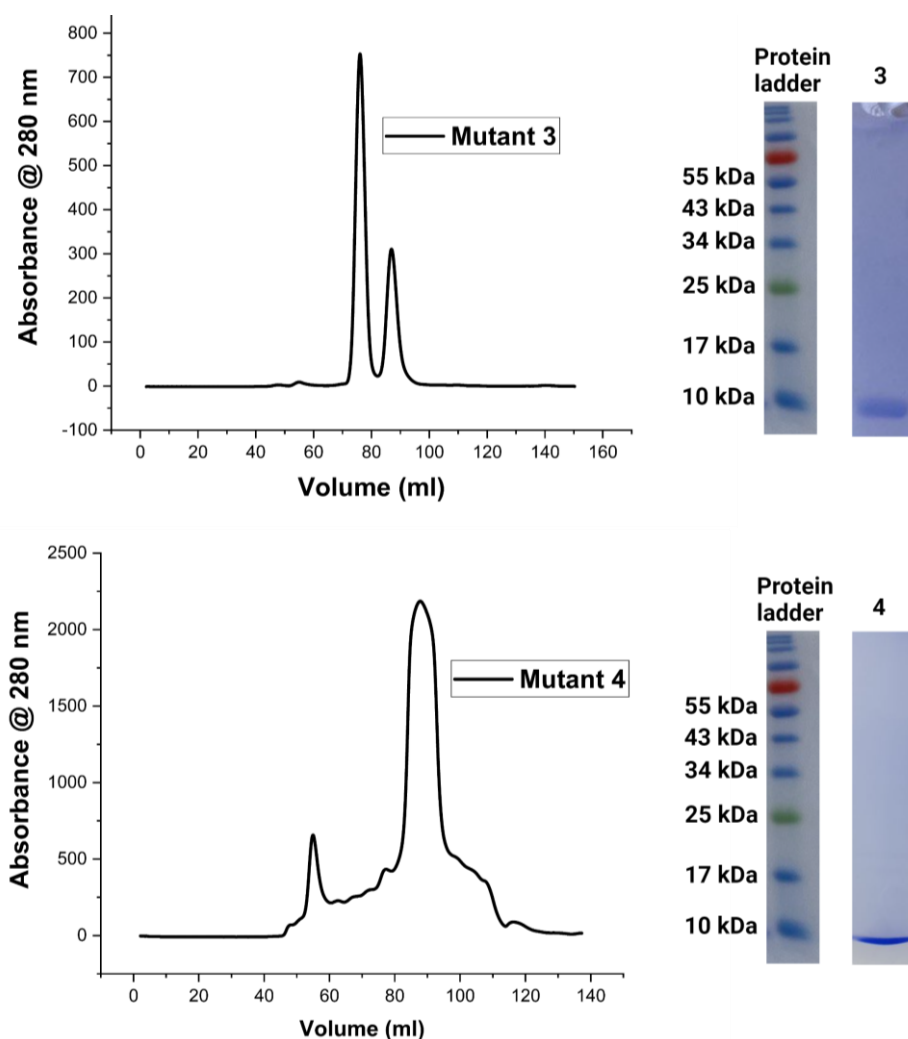 800
700
600
500
400
300
200
100
0
-100
Absorbance @ 280 nm
0 20 40 60 80 100 120 140 160
Volume (ml)
Mutant 3
Protein
ladder
3
55 kDa
43 kDa
34 kDa
25 kDa
17 kDa
10 kDa
2500
2000
1500
1000
500
0
Absorbance @ 280 nm
0 20 40 60 80 100 120 140
Volume (ml)
Mutant 4
Protein
ladder
4
55 kDa
43 kDa
34 kDa
25 kDa
17 kDa
10 kDa